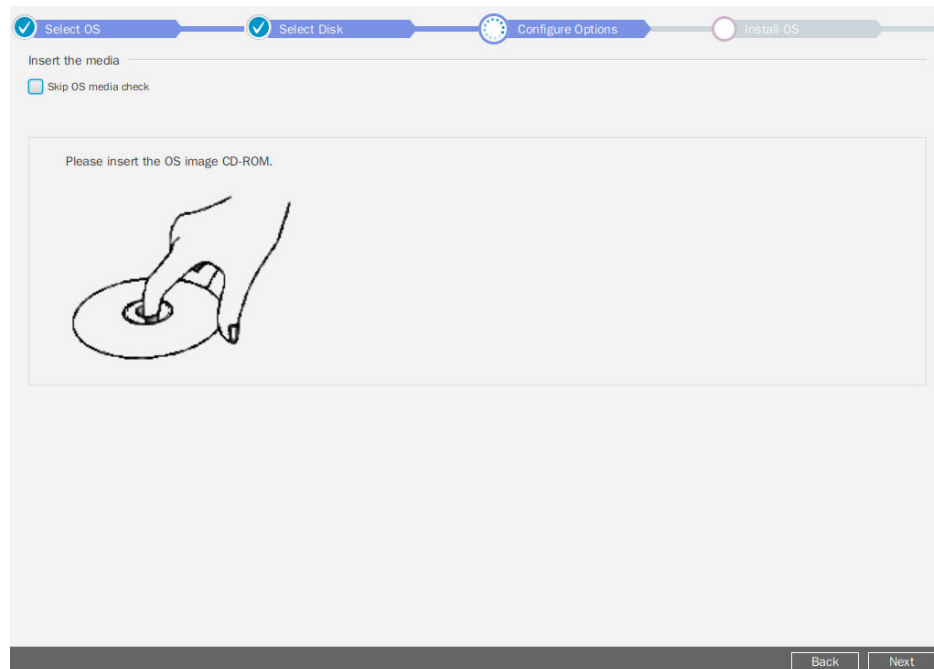 Select OS
Select Disk
Configure Options
Install OS
Insert the media
Skip OS media check
Please insert the OS image CD-ROM.
Back
Next